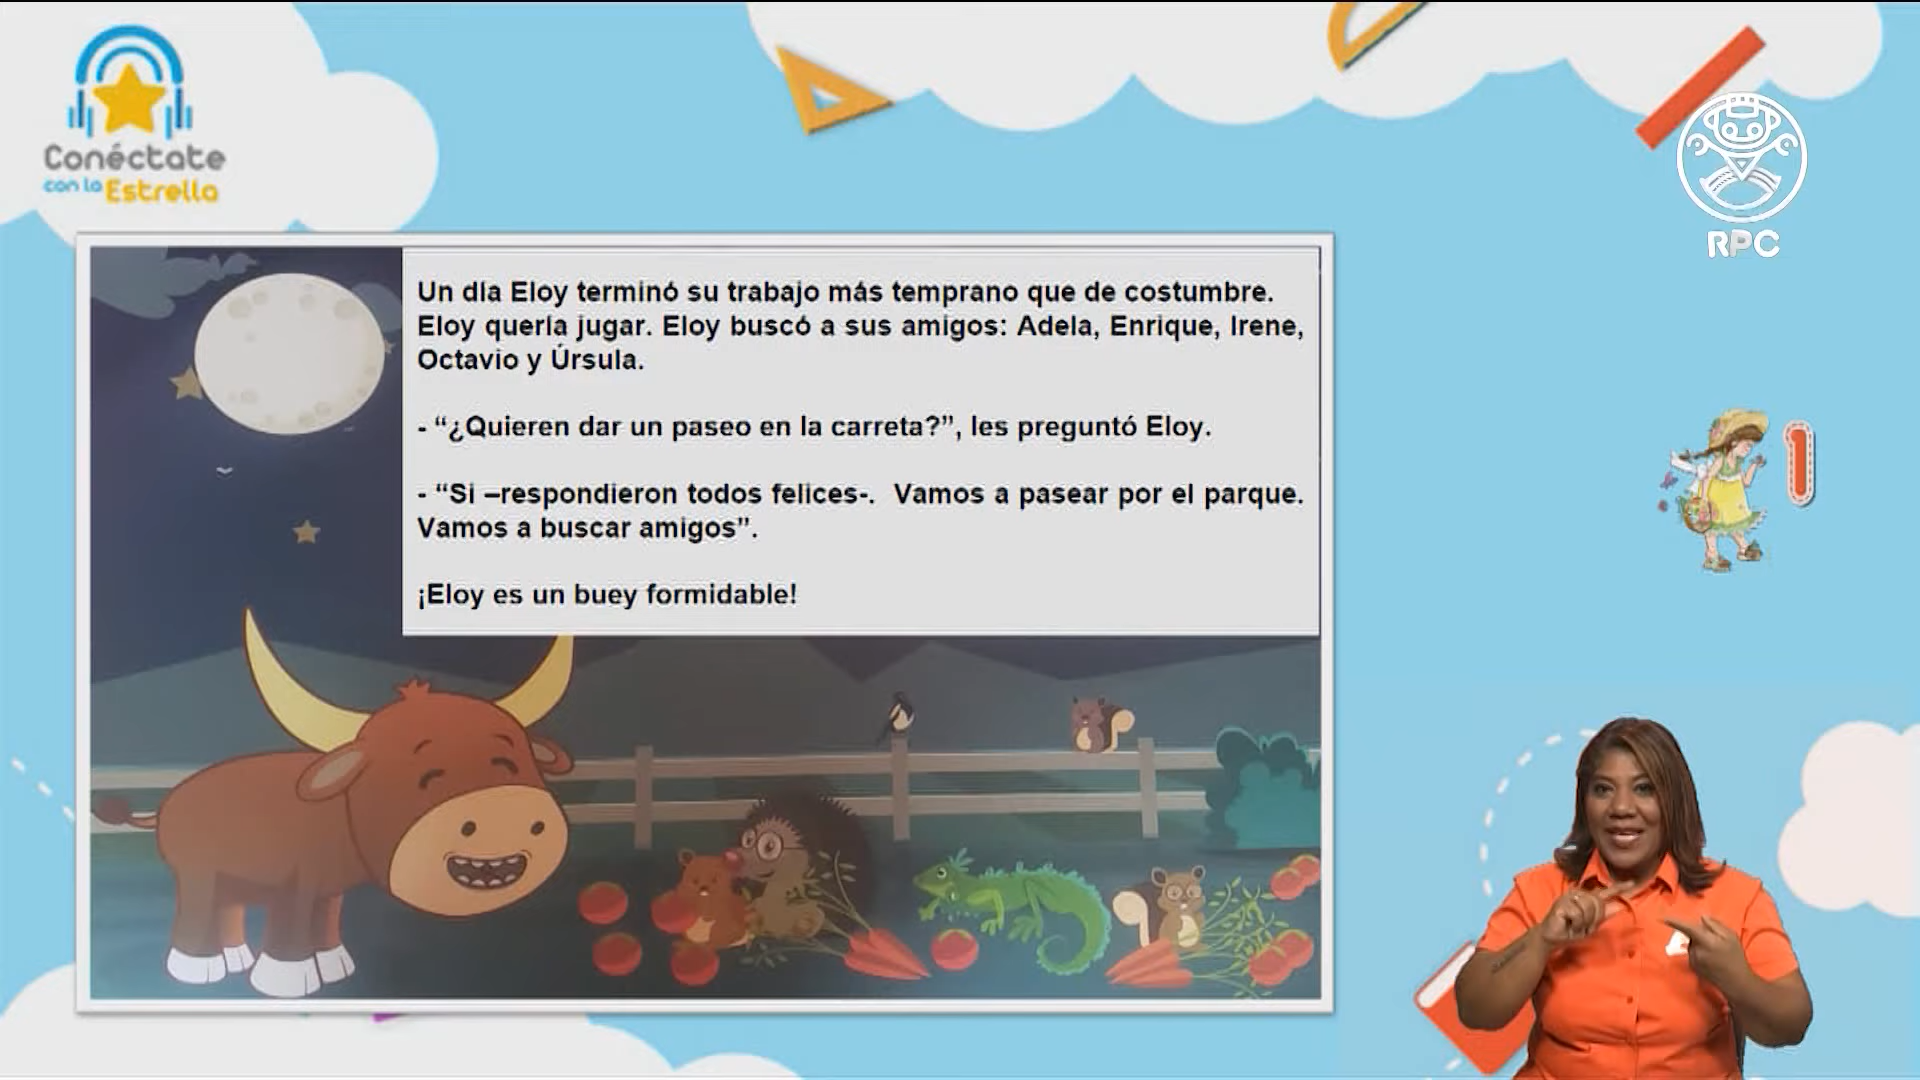 Conéctate
con la Estrella
RPC
Un día Eloy terminó su trabajo más temprano que de costumbre.
Eloy quería jugar. Eloy buscó a sus amigos: Adela, Enrique, Irene,
Octavio y Úrsula.
- “¿Quieren dar un paseo en la carreta?”, les preguntó Eloy.
- “Si –respondieron todos felices-. Vamos a pasear por el parque.
Vamos a buscar amigos”.
¡Eloy es un buey formidable!
1